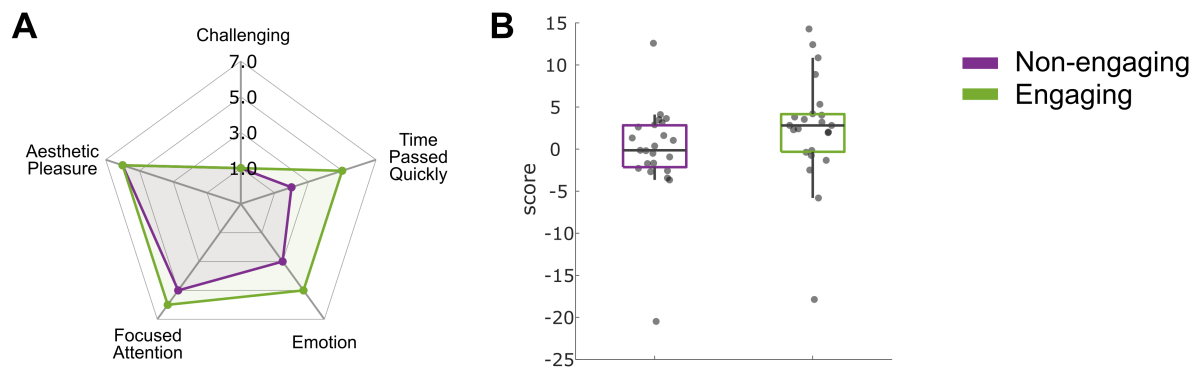 A
Challenging
7.0
5.0
3.0
1.0
Time
Passed
Quickly
Aesthetic
Pleasure
Focused
Attention
Emotion
B
score
15
10
5
0
-5
-10
-15
-20
-25
Non-engaging
Engaging